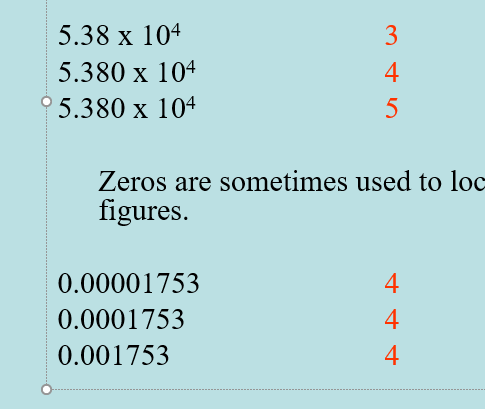 5.38 x 10⁴ 3
5.380 x 10⁴ 4
5.380 x 10⁴ 5
Zeros are sometimes used to loc
figures.
0.00001753 4
0.0001753 4
0.001753 4